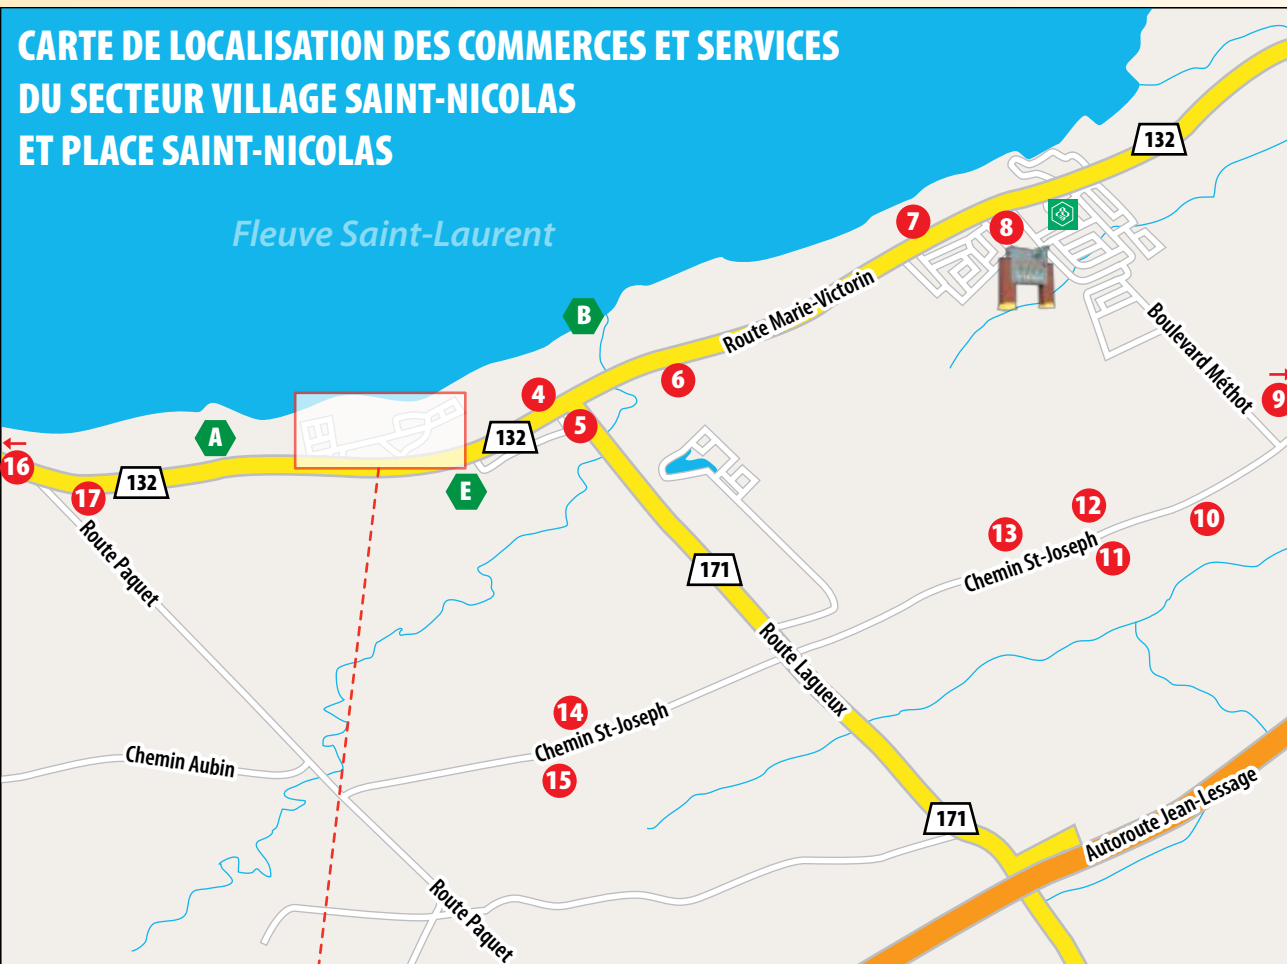 CARTE DE LOCALISATION DES COMMERCES ET SERVICES
DU SECTEUR VILLAGE SAINT-NICOLAS
ET PLACE SAINT-NICOLAS
Fleuve Saint-Laurent
132
7
8
Route Marie-Victorin
B
Boulevard Méthot
4
6
9
5
A
132
16
132
17
E
Route Paquet
12
13
10
Chemin St-Joseph
11
171
Route Lagueux
14
Chemin St-Joseph
15
Chemin Aubin
171
Autoroute Jean-Lessage
Route Paquet